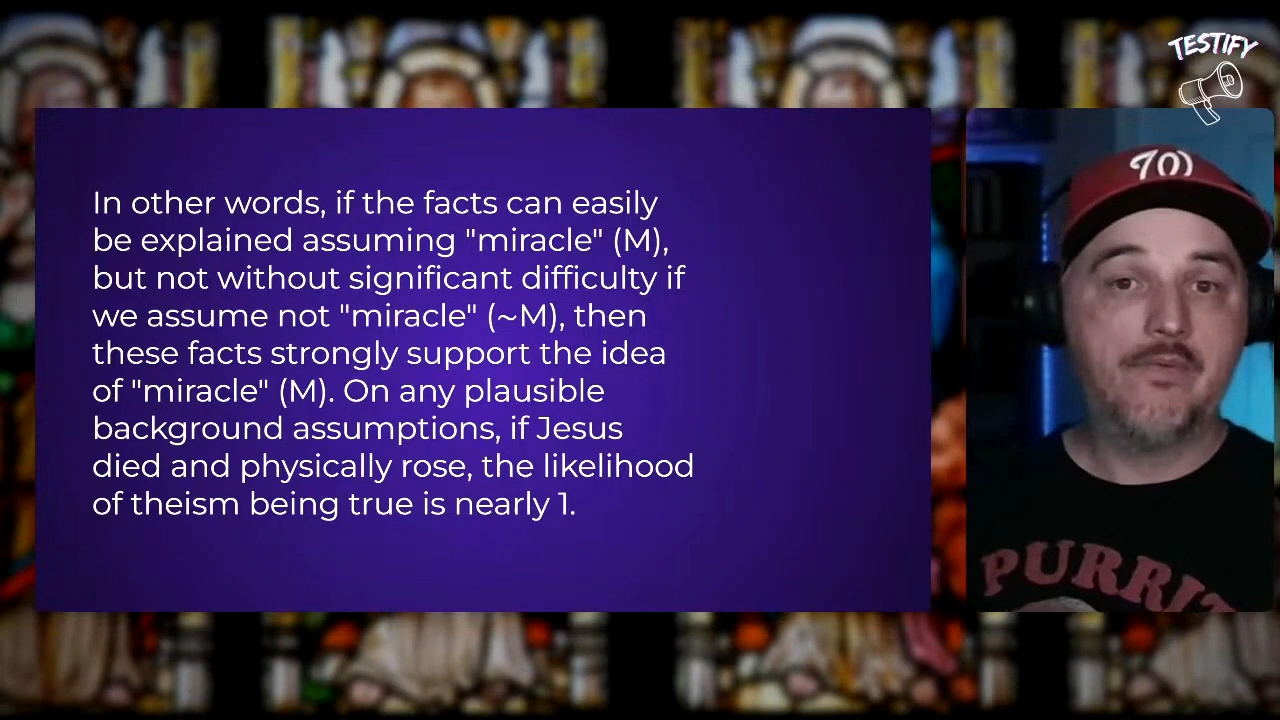 TESTIFY
In other words, if the facts can easily
be explained assuming "miracle" (M),
but not without significant difficulty if
we assume not "miracle" (~M), then
these facts strongly support the idea
of "miracle" (M). On any plausible
background assumptions, if Jesus
died and physically rose, the likelihood
of theism being true is nearly 1.